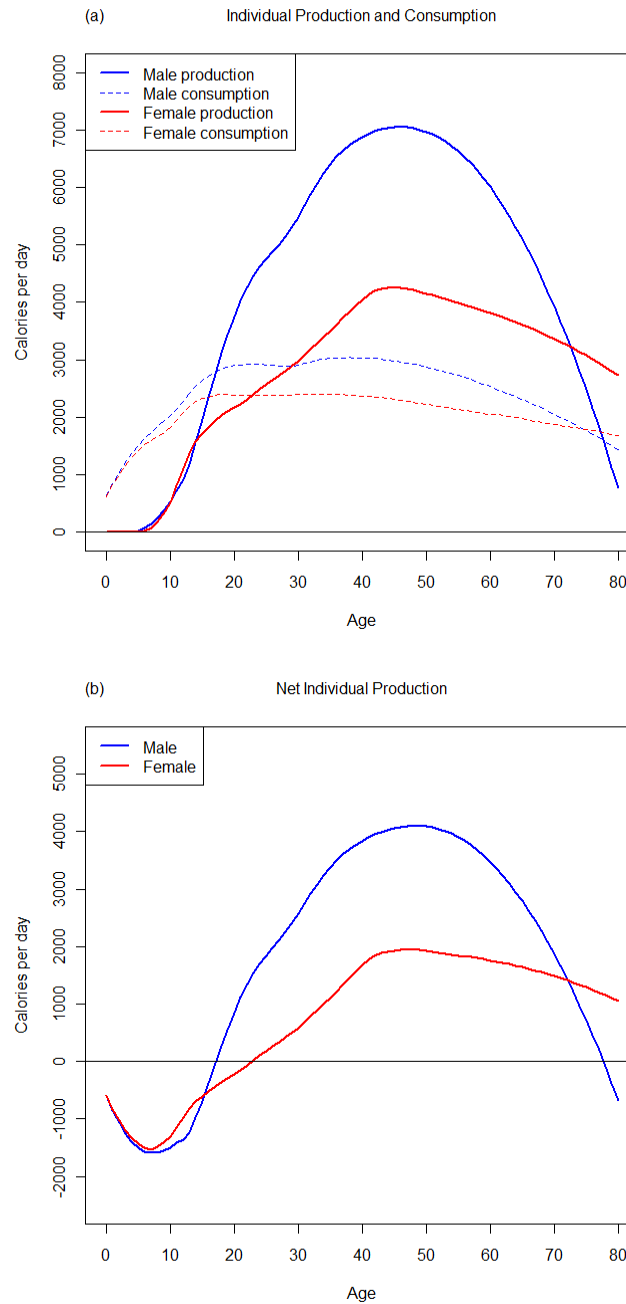 (a) Individual Production and Consumption
Male production
Male consumption
Female production
Female consumption
Calories per day
8000
7000
6000
5000
4000
3000
2000
1000
0
0 10 20 30 40 50 60 70 80
Age
(b) Net Individual Production
Male
Female
Calories per day
5000
4000
3000
2000
1000
0
-1000
-2000
0 10 20 30 40 50 60 70 80
Age